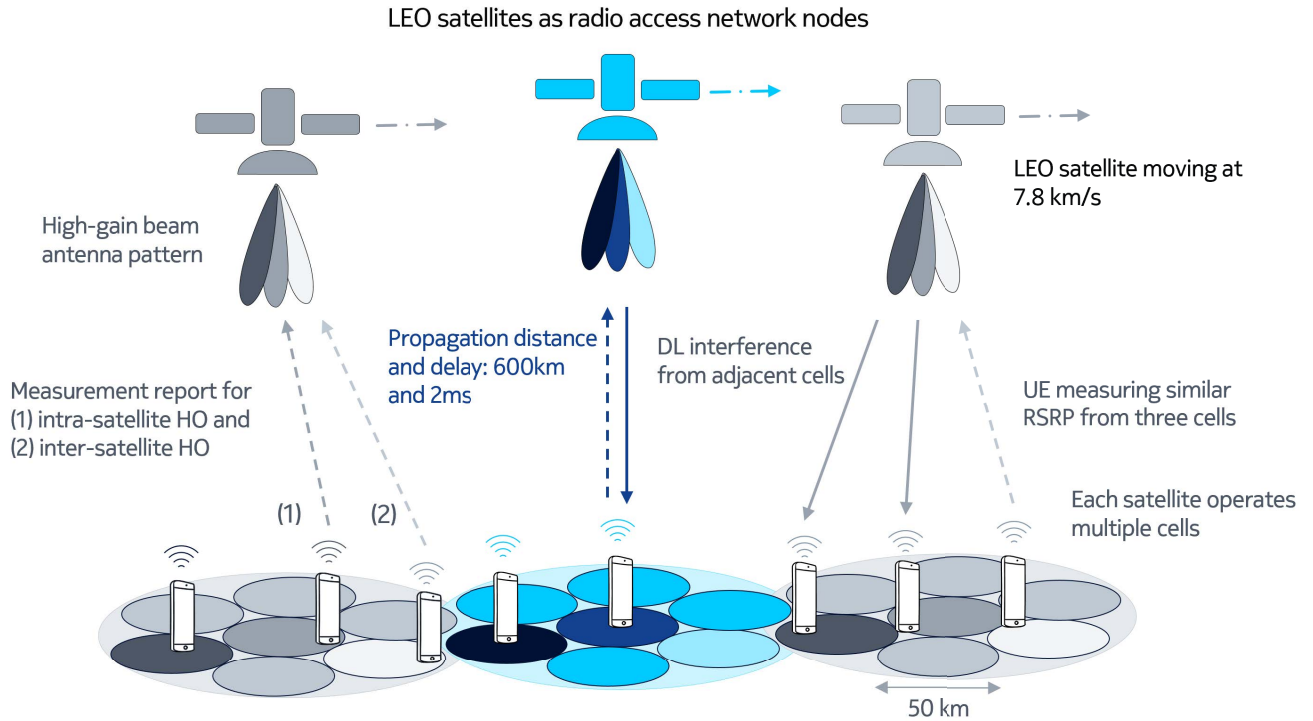 LEO satellites as radio access network nodes
LEO satellite moving at
7.8 km/s
High-gain beam
antenna pattern
Propagation distance
and delay: 600km
and 2ms
DL interference
from adjacent cells
Measurement report for
(1) intra-satellite HO and
(2) inter-satellite HO
UE measuring similar
RSRP from three cells
(1)
(2)
Each satellite operates
multiple cells
50 km